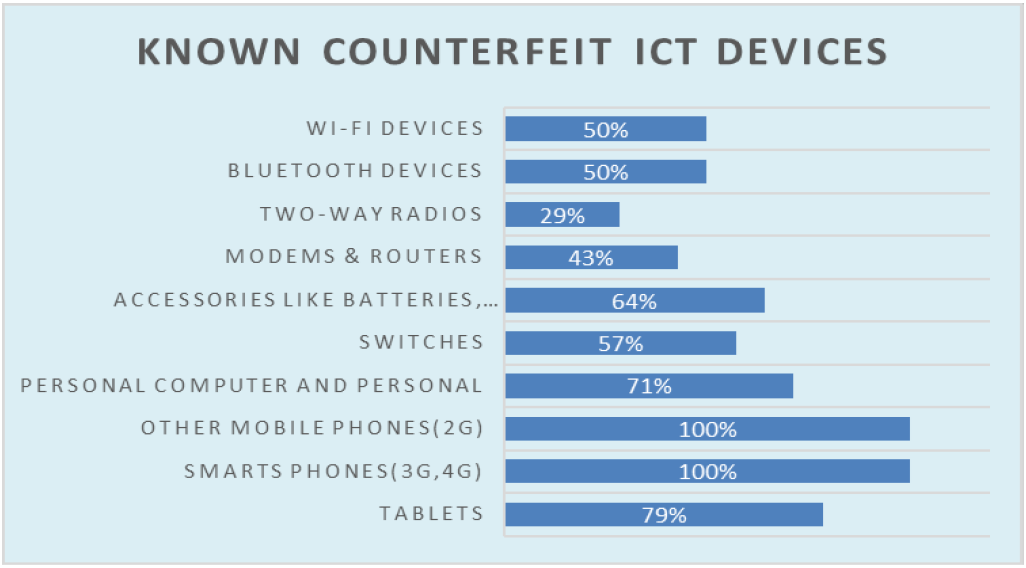 KNOWN COUNTERFEIT ICT DEVICES
WI-FI DEVICES 50%
BLUETOOTH DEVICES 50%
TWO-WAY RADIOS 29%
MODEMS & ROUTERS 43%
ACCESSORIES LIKE BATTERIES,… 64%
SWITCHES 57%
PERSONAL COMPUTER AND PERSONAL 71%
OTHER MOBILE PHONES(2G) 100%
SMARTS PHONES(3G,4G) 100%
TABLETS 79%